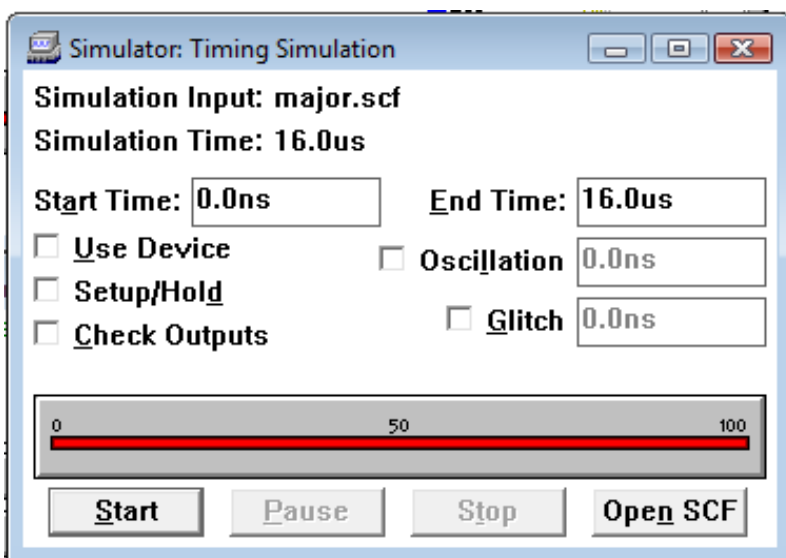 Simulator: Timing Simulation
Simulation Input: major.scf
Simulation Time: 16.0us
Start Time: 0.0ns End Time: 16.0us
Use Device
Oscillation 0.0ns
Setup/Hold
Glitch 0.0ns
Check Outputs
0 50 100
Start Pause Stop Open SCF